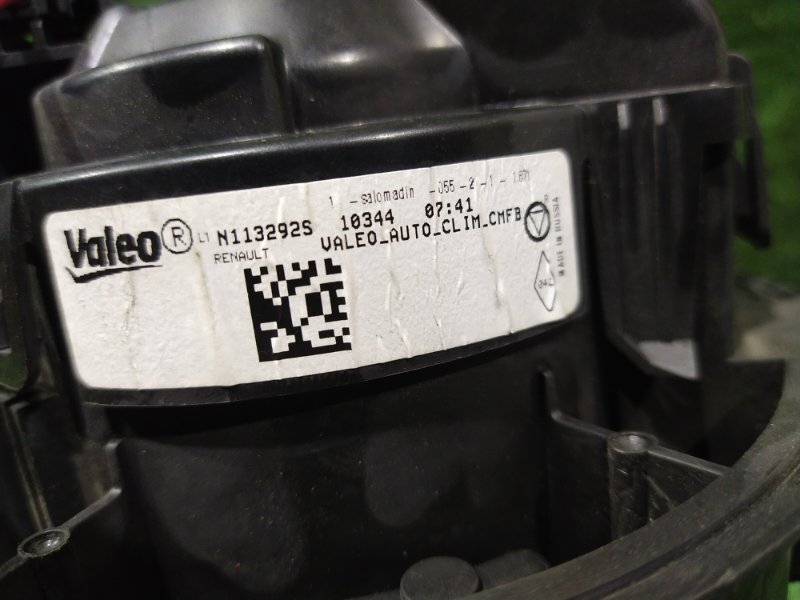 1 -salomadin -055-2-1- 1.871
Valeo ® L1 N113292S 10344 07:41
RENAULT VALEO_AUTO_CLIM_CMFB
MADE IN RUSSIA